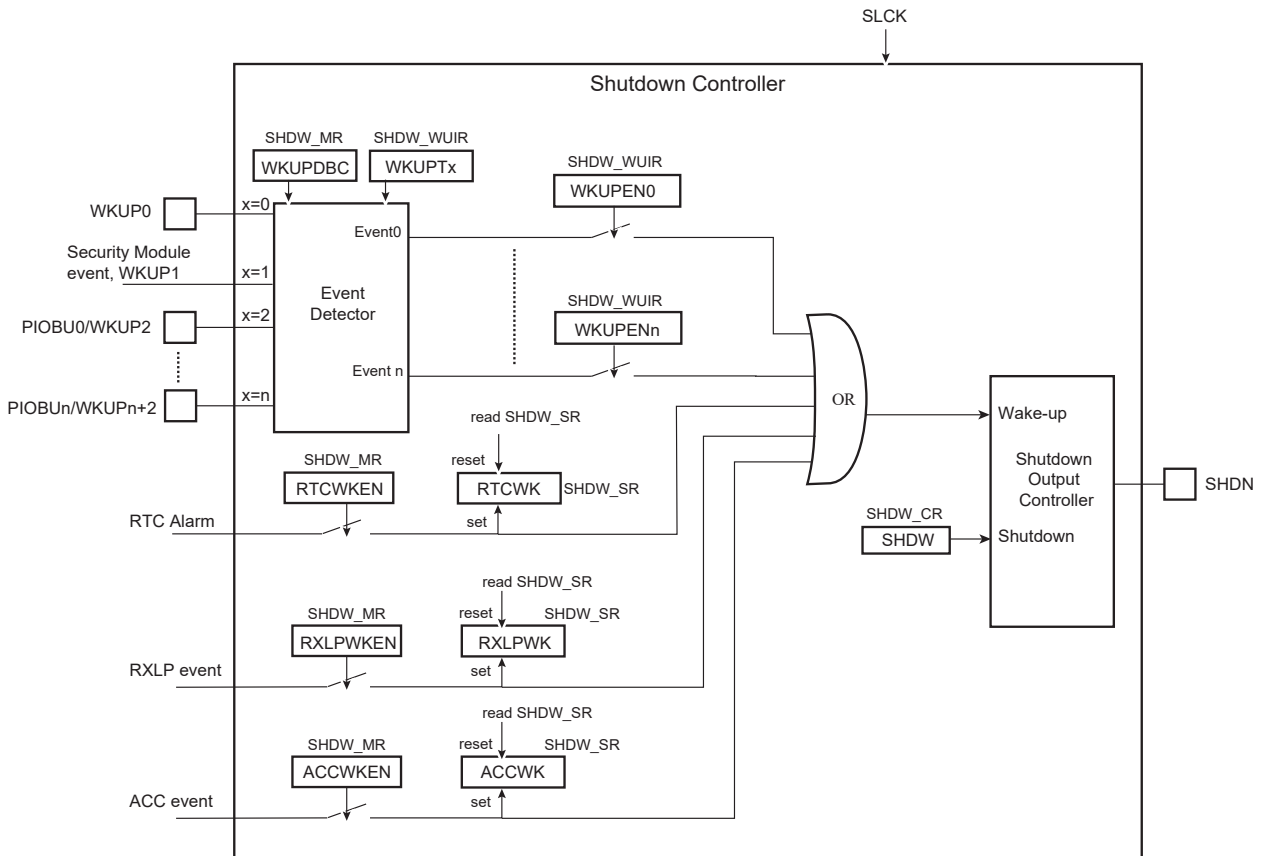 SLCK
Shutdown Controller
SHDW_MR
SHDW_WUIR
WKUPDBC
WKUPTx
SHDW_WUIR
WKUPEN0
WKUP0
x=0
Event0
Security Module
event, WKUP1
x=1
Event
Detector
PIOBU0/WKUP2
x=2
SHDW_WUIR
WKUPENn
Event n
PIOBUn/WKUPn+2
x=n
OR
Wake-up
Shutdown
Output
Controller
SHDN
SHDW_CR
SHDW
Shutdown
read SHDW_SR
SHDW_MR
reset
RTCWKEN
RTCWK
SHDW_SR
RTC Alarm
set
read SHDW_SR
SHDW_MR
reset
SHDW_SR
RXLPWKEN
RXLPWK
RXLP event
set
read SHDW_SR
SHDW_MR
reset
SHDW_SR
ACCWKEN
ACCWK
ACC event
set